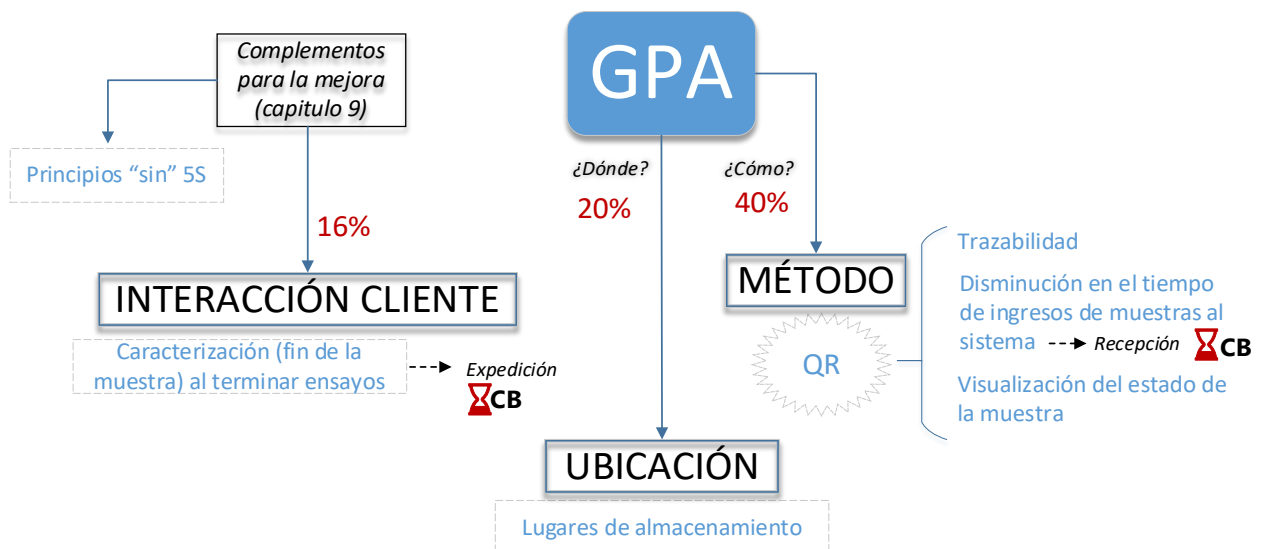 Complementos
para la mejora
(capitulo 9)
GPA
Principios “sin” 5S
¿Dónde?
20%
¿Cómo?
40%
16%
INTERACCIÓN CLIENTE
Caracterización (fin de la
muestra) al terminar ensayos
Expedición
CB
MÉTODO
QR
Trazabilidad
Disminución en el tiempo
de ingresos de muestras al
sistema
Recepción
CB
Visualización del estado de
la muestra
UBICACIÓN
Lugares de almacenamiento